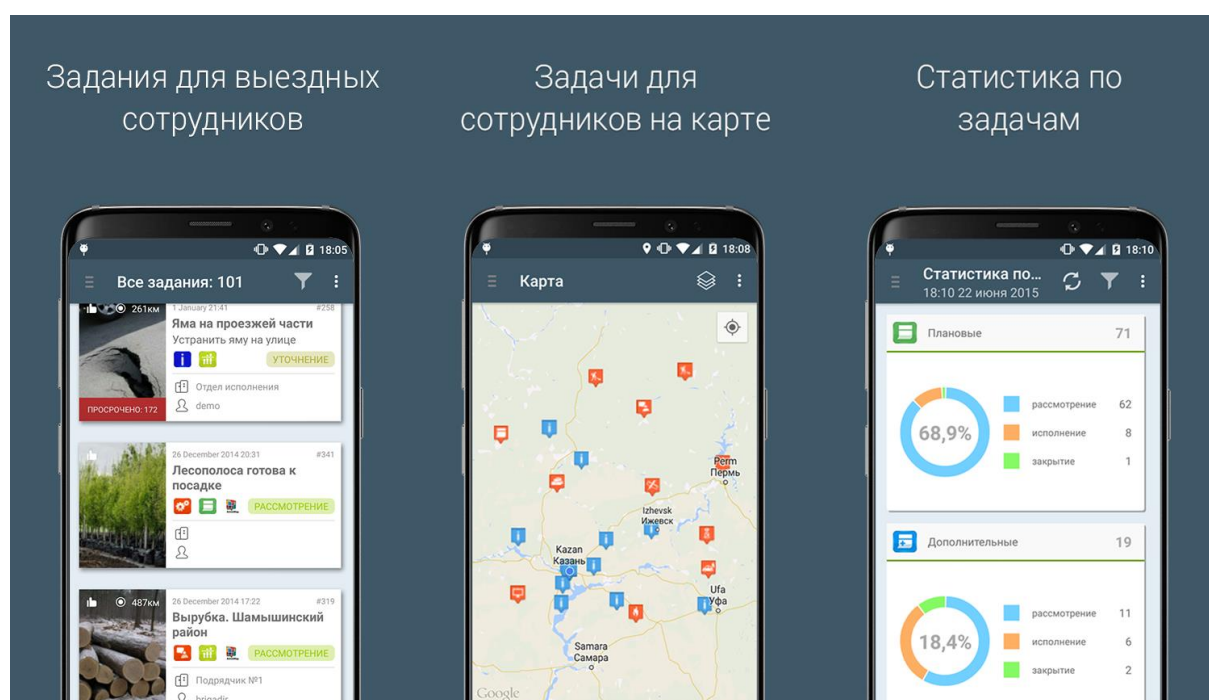 Задания для выездных
сотрудников
Задачи для
сотрудников на карте
Статистика по
задачам
18:05
Все задания: 101
261км
1 January 21:41
#258
Яма на проезжей части
Устранить яму на улице
УТОЧНЕНИЕ
Отдел исполнения
ПРОСРОЧЕНО: 172
demo
26 December 2014 20:31
#341
Лесополоса готова к
посадке
РАССМОТРЕНИЕ
487км
26 December 2014 17:22
#319
Вырубка. Шамышинский
район
РАССМОТРЕНИЕ
Подрядчик №1
brigadir
18:08
Карта
Perm
Пермь
Izhevsk
Ижевск
Kazan
Казань
Ufa
Уфа
Samara
Самара
Google
18:10
Статистика по...
18:10 22 июня 2015
Плановые 71
68,9%
рассмотрение 62
исполнение 8
закрытие 1
Дополнительные 19
18,4%
рассмотрение 11
исполнение 6
закрытие 2